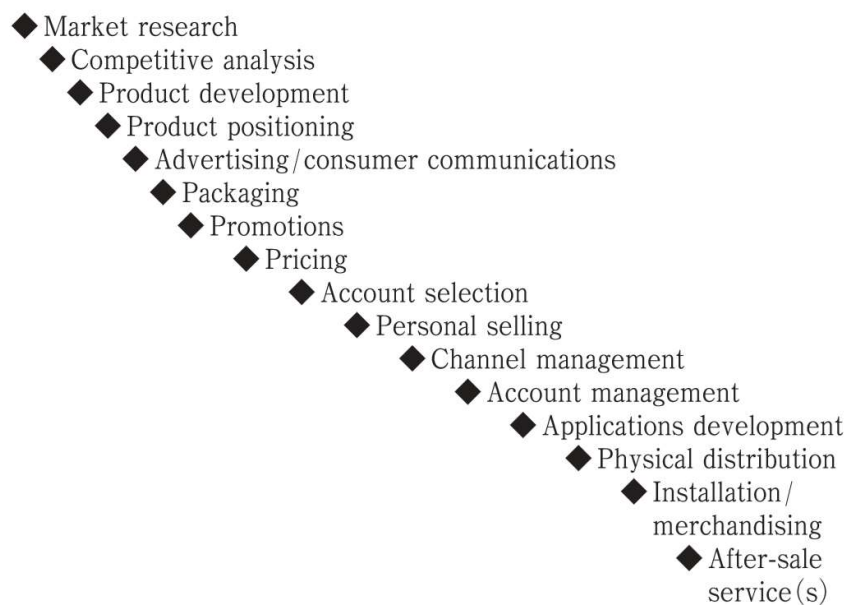 ◆ Market research
◆ Competitive analysis
◆ Product development
◆ Product positioning
◆ Advertising/consumer communications
◆ Packaging
◆ Promotions
◆ Pricing
◆ Account selection
◆ Personal selling
◆ Channel management
◆ Account management
◆ Applications development
◆ Physical distribution
◆ Installation/
merchandising
◆ After-sale
service(s)